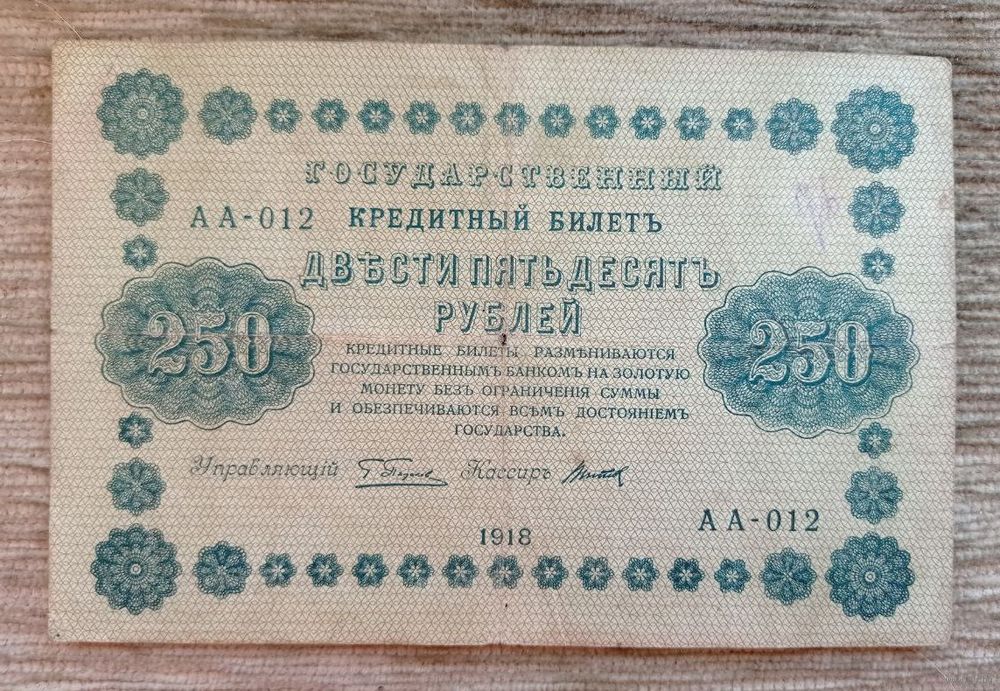 ГОСУДАРСТВЕННЫЙ
АА-012 КРЕДИТНЫЙ БИЛЕТЪ
ДВѢСТИ ПЯТЬДЕСЯТЪ
РУБЛЕЙ
250 250
КРЕДИТНЫЕ БИЛЕТЫ РАЗМѢНИВАЮТСЯ
ГОСУДАРСТВЕННЫМЪ БАНКОМЪ НА ЗОЛОТУЮ
МОНЕТУ БЕЗЪ ОГРАНИЧЕНІЯ СУММЫ
И ОБЕЗПЕЧИВАЮТСЯ ВСѢМЪ ДОСТОЯНІЕМЪ
ГОСУДАРСТВА.
Управляющій Кассиръ
АА-012
1918